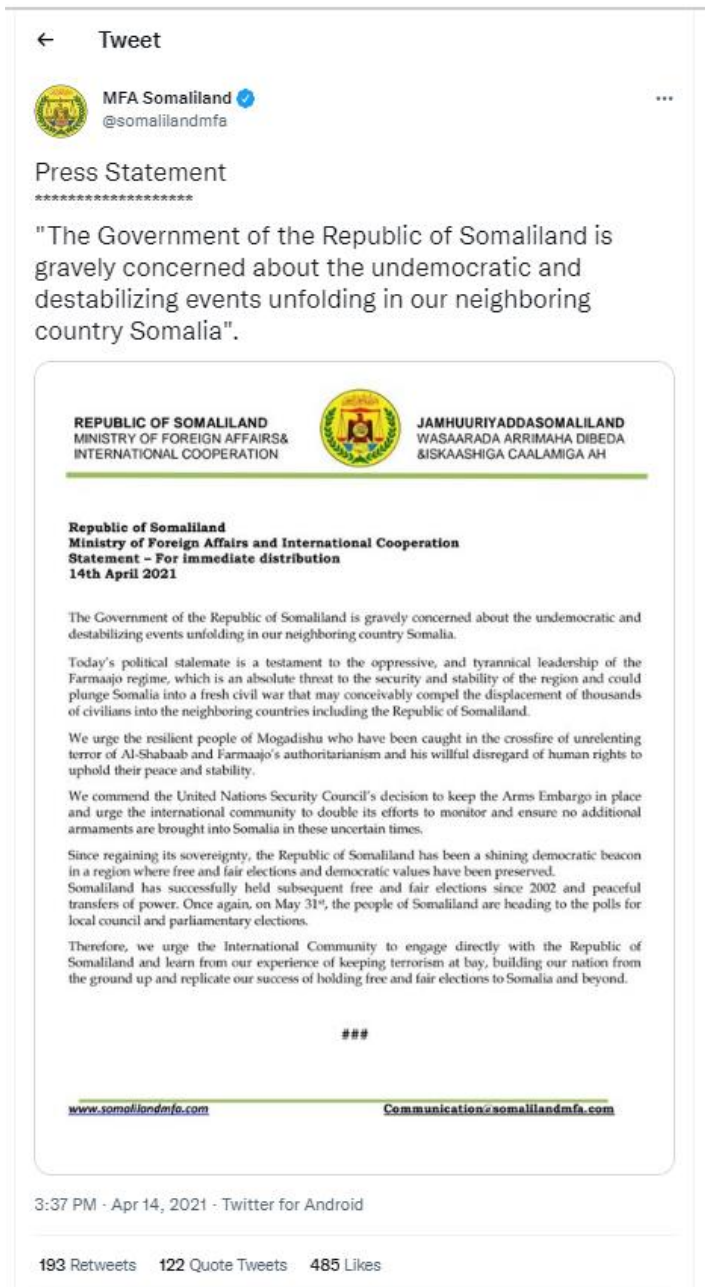 ← Tweet
MFA Somaliland
@somalilandmfa
Press Statement
*******************
"The Government of the Republic of Somaliland is
gravely concerned about the undemocratic and
destabilizing events unfolding in our neighboring
country Somalia".
REPUBLIC OF SOMALILAND
MINISTRY OF FOREIGN AFFAIRS&
INTERNATIONAL COOPERATION
JAMHUURIYADDASOMALILAND
WASAARADA ARRIMAHA DIBEDA
&ISKAASHIGA CAALAMIGA AH
Republic of Somaliland
Ministry of Foreign Affairs and International Cooperation
Statement – For immediate distribution
14th April 2021
The Government of the Republic of Somaliland is gravely concerned about the undemocratic and
destabilizing events unfolding in our neighboring country Somalia.
Today's political stalemate is a testament to the oppressive, and tyrannical leadership of the
Farmaajo regime, which is an absolute threat to the security and stability of the region and could
plunge Somalia into a fresh civil war that may conceivably compel the displacement of thousands
of civilians into the neighboring countries including the Republic of Somaliland.
We urge the resilient people of Mogadishu who have been caught in the crossfire of unrelenting
terror of Al-Shabaab and Farmaajo's authoritarianism and his willful disregard of human rights to
uphold their peace and stability.
We commend the United Nations Security Council's decision to keep the Arms Embargo in place
and urge the international community to double its efforts to monitor and ensure no additional
armaments are brought into Somalia in these uncertain times.
Since regaining its sovereignty, the Republic of Somaliland has been a shining democratic beacon
in a region where free and fair elections and democratic values have been preserved.
Somaliland has successfully held subsequent free and fair elections since 2002 and peaceful
transfers of power. Once again, on May 31st, the people of Somaliland are heading to the polls for
local council and parliamentary elections.
Therefore, we urge the International Community to engage directly with the Republic of
Somaliland and learn from our experience of keeping terrorism at bay, building our nation from
the ground up and replicate our success of holding free and fair elections to Somalia and beyond.
###
www.somalilandmfa.com
Communication@somalilandmfa.com
3:37 PM · Apr 14, 2021 · Twitter for Android
193 Retweets 122 Quote Tweets 485 Likes